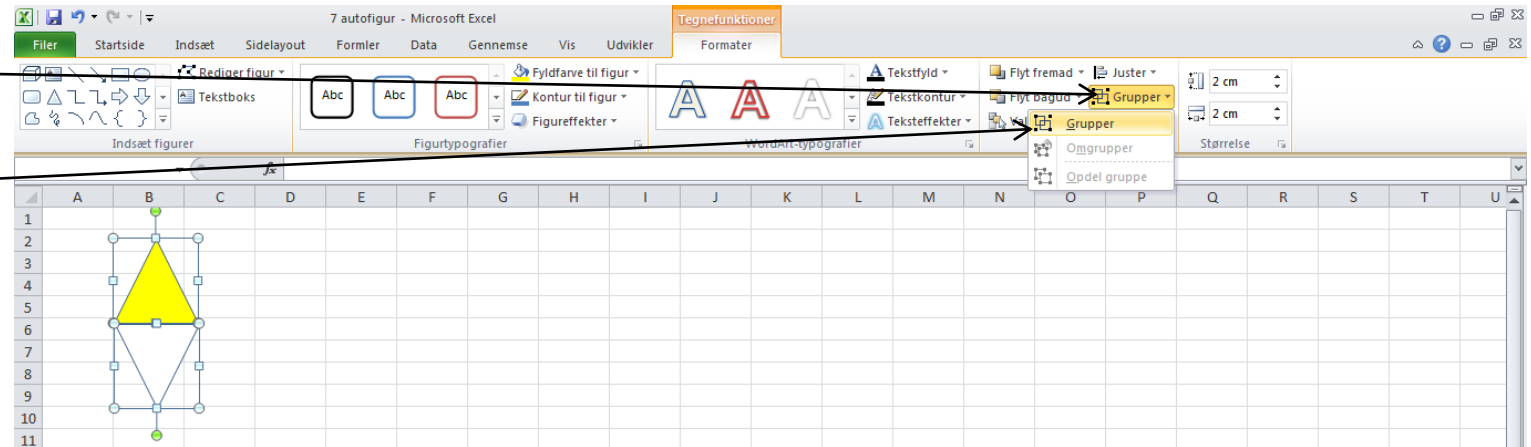 7 autofigur - Microsoft Excel
Tegnefunktioner
Filer Startside Indsæt Sidelayout Formler Data Gennemse Vis Udvikler Formater
Rediger figur
Tekstboks
Indsæt figurer
Abc Abc Abc
Fyldfarve til figur
Kontur til figur
Figureffekter
Figurtypografier
A A A
Tekstfyld
Tekstkontur
Teksteffekter
WordArt-typografier
Flyt fremad
Flyt bagud
Juster
Grupper
Grupper
Omgrupper
Opdel gruppe
2 cm
2 cm
Størrelse
fx
A B C D E F G H I J K L M N O P Q R S T U
1
2
3
4
5
6
7
8
9
10
11